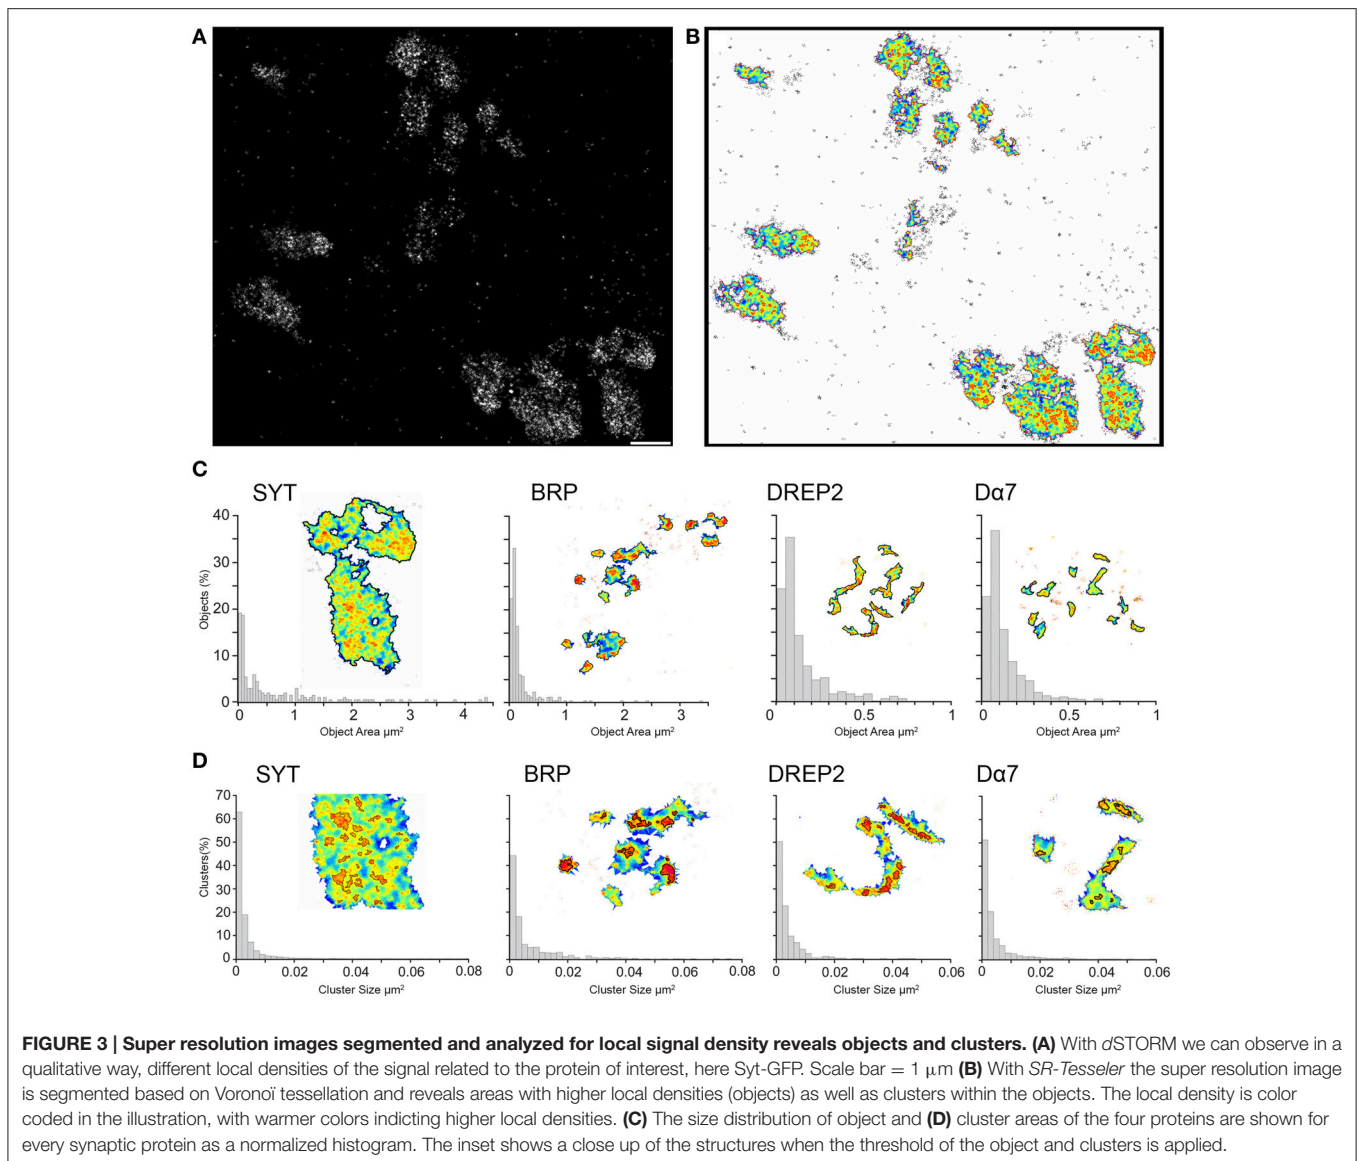 A
B
C
SYT
BRP
DREP2
Dα7
40
30
20
10
0
Objects (%)
0 1 2 3 4
Object Area µm²
0 1 2 3
Object Area µm²
0 0.5 1
Object Area µm²
0 0.5 1
Object Area µm²
D
SYT
BRP
DREP2
Dα7
70
60
50
40
30
20
10
0
Clusters(%)
0 0.02 0.04 0.06 0.08
Cluster Size µm²
0 0.02 0.04 0.06 0.08
Cluster Size µm²
0 0.02 0.04 0.06
Cluster Size µm²
0 0.02 0.04 0.06
Cluster Size µm²
FIGURE 3 | Super resolution images segmented and analyzed for local signal density reveals objects and clusters. (A) With dSTORM we can observe in a
qualitative way, different local densities of the signal related to the protein of interest, here Syt-GFP. Scale bar = 1 µm (B) With SR-Tesseler the super resolution image
is segmented based on Voronoï tessellation and reveals areas with higher local densities (objects) as well as clusters within the objects. The local density is color
coded in the illustration, with warmer colors indicting higher local densities. (C) The size distribution of object and (D) cluster areas of the four proteins are shown for
every synaptic protein as a normalized histogram. The inset shows a close up of the structures when the threshold of the object and clusters is applied.